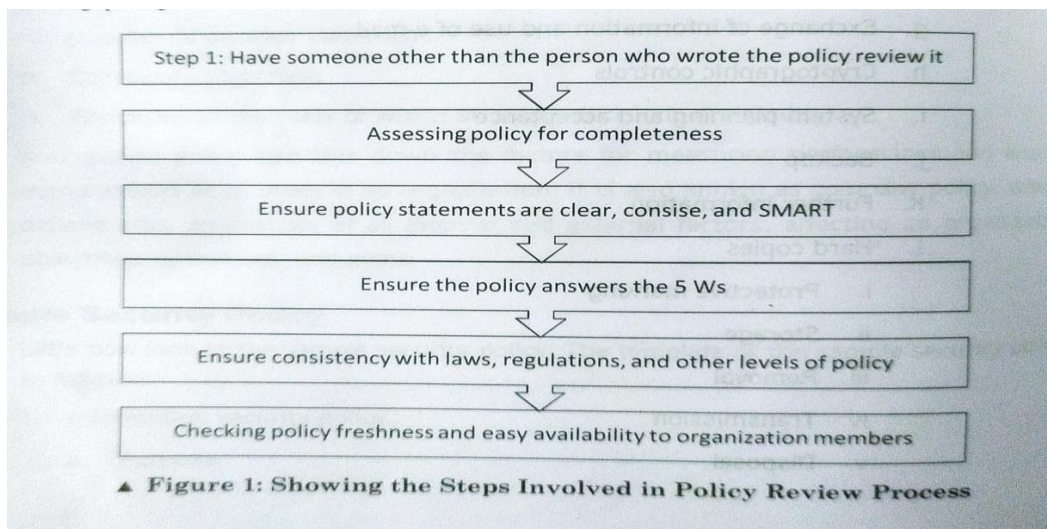 Step 1: Have someone other than the person who wrote the policy review it
Assessing policy for completeness
Ensure policy statements are clear, consise, and SMART
Ensure the policy answers the 5 Ws
Ensure consistency with laws, regulations, and other levels of policy
Checking policy freshness and easy availability to organization members
▲ Figure 1: Showing the Steps Involved in Policy Review Process